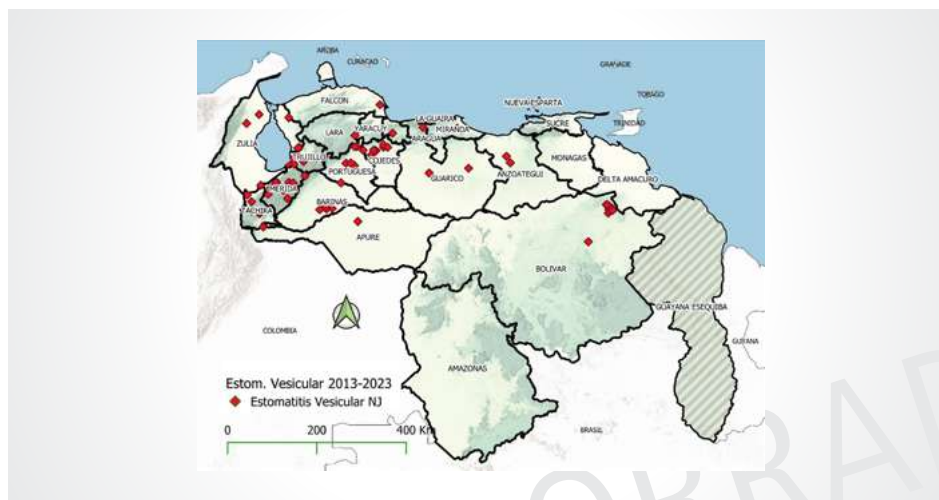 ARUBA
CURAÇAO
GRANADE
TOBAGO
FALCON
NUEVA ESPARTA
TRINIDAD
LA GUAIRA
SUCRE
LARA
YARACUY
MIRANDA
ARAGUA
ZULIA
TRUJILLO
COJEDES
MONAGAS
PORTUGUESA
ANZOATEGUI
GUARICO
DELTA AMACURO
MERIDA
BARINAS
TACHIRA
APURE
BOLIVAR
GUAYANA ESEQUIBA
COLOMBIA
GUYANA
AMAZONAS
Estom. Vesicular 2013-2023
Estomatitis Vesicular NJ
BRASIL
0 200 400 Km